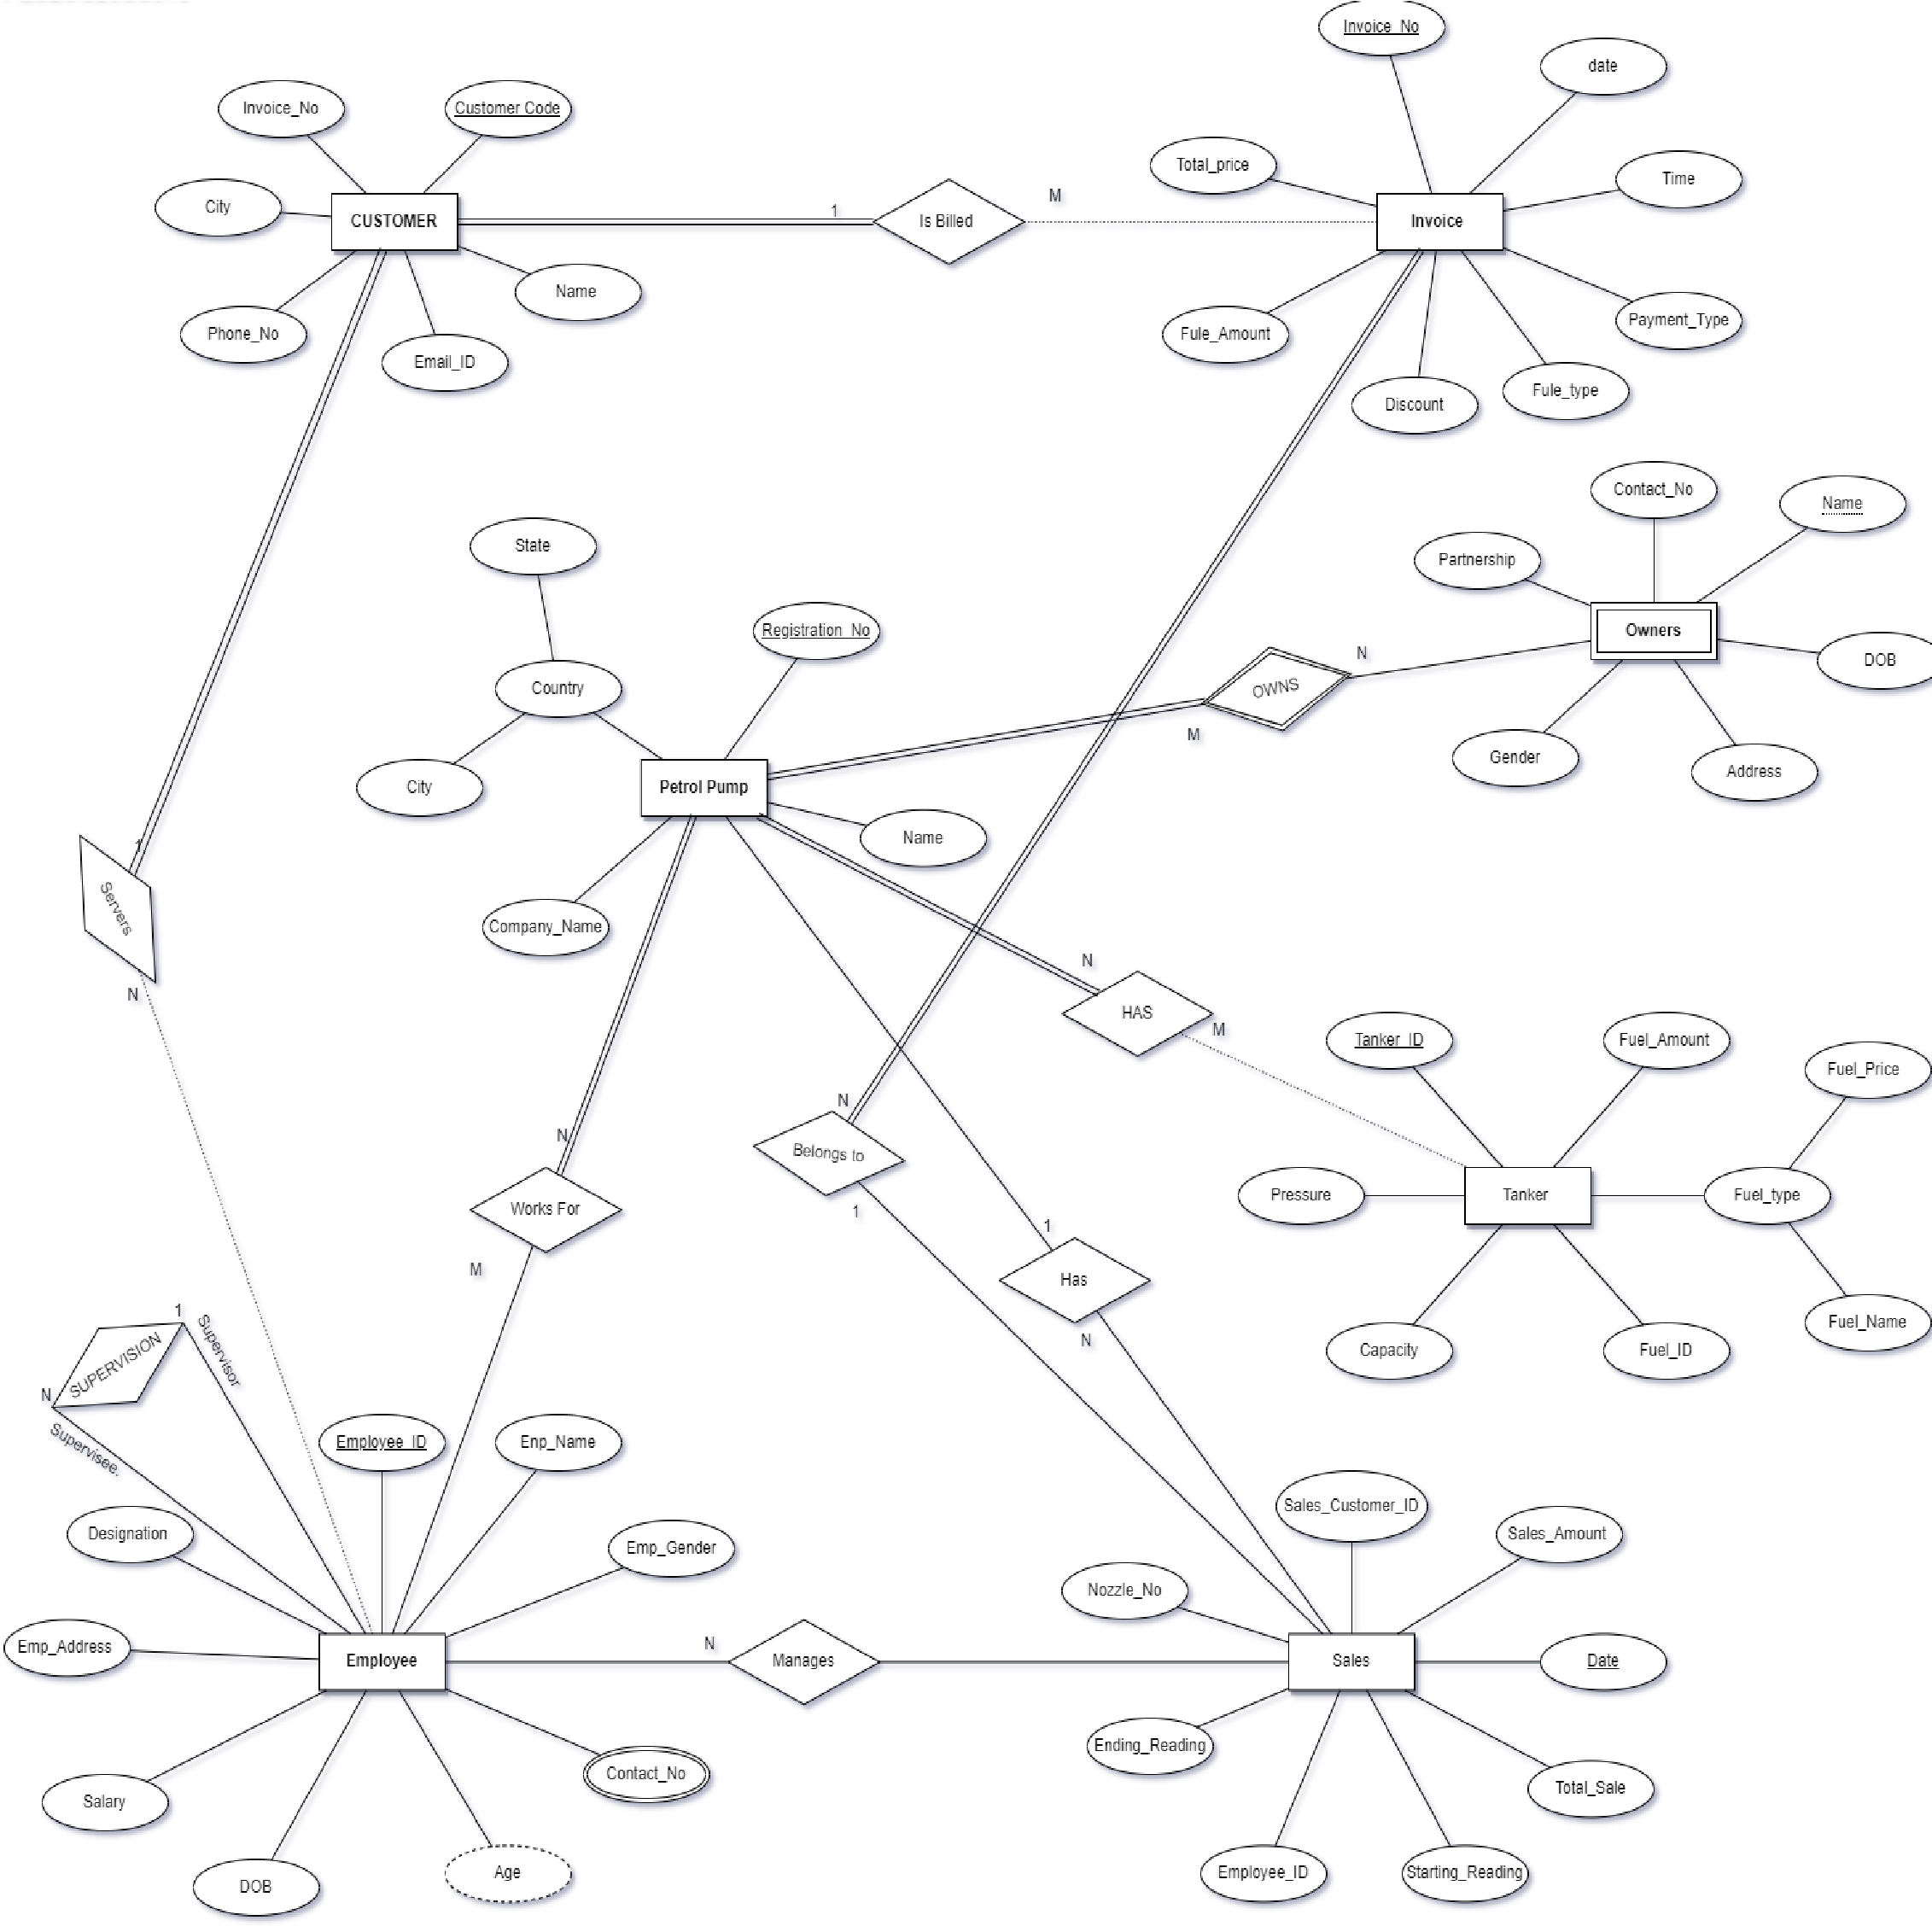 Invoice_No
date
Invoice_No
Customer Code
Total_price
Time
City
CUSTOMER
1
Is Billed
M
Invoice
Name
Phone_No
Email_ID
Fule_Amount
Payment_Type
Discount
Fule_type
Contact_No
Name
State
Partnership
Registration_No
Owners
N
DOB
Country
OWNS
M
Gender
Address
City
Petrol Pump
Name
1
Servers
N
Company_Name
N
HAS
M
Tanker_ID
Fuel_Amount
Fuel_Price
N
Belongs to
1
N
Works For
M
Pressure
Tanker
Fuel_type
1
Has
N
Capacity
Fuel_ID
Fuel_Name
1
Supervisor
SUPERVISION
N
Supervisee.
Employee_ID
Enp_Name
Designation
Emp_Gender
Sales_Customer_ID
Sales_Amount
Nozzle_No
Emp_Address
Employee
N
Manages
Sales
Date
Ending_Reading
Contact_No
Total_Sale
Salary
DOB
Age
Employee_ID
Starting_Reading